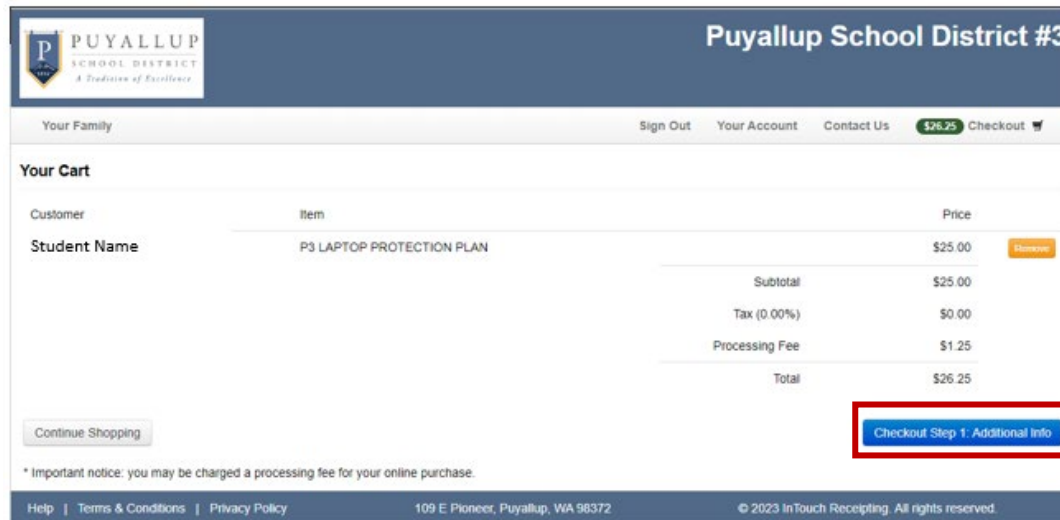 P PUYALLUP
SCHOOL DISTRICT
A Tradition of Excellence
Puyallup School District #3
Your Family Sign Out Your Account Contact Us $26.25 Checkout
Your Cart
Customer Item Price
Student Name P3 LAPTOP PROTECTION PLAN $25.00 Remove
Subtotal $25.00
Tax (0.00%) $0.00
Processing Fee $1.25
Total $26.25
Continue Shopping Checkout Step 1: Additional Info
* Important notice: you may be charged a processing fee for your online purchase.
Help | Terms & Conditions | Privacy Policy 109 E Pioneer, Puyallup, WA 98372 © 2023 InTouch Receipting. All rights reserved.